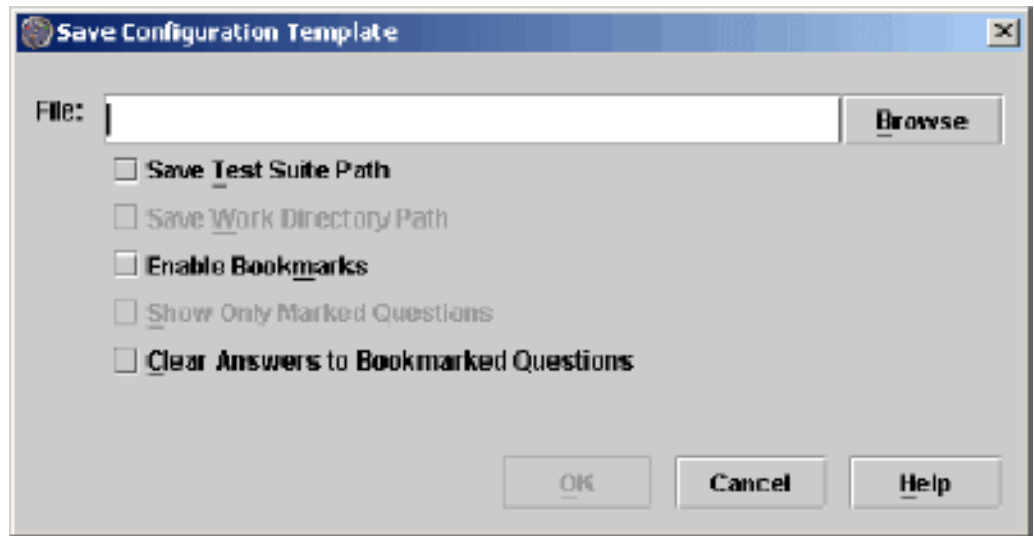 Save Configuration Template
File: Browse
Save Test Suite Path
Save Work Directory Path
Enable Bookmarks
Show Only Marked Questions
Clear Answers to Bookmarked Questions
OK Cancel Help